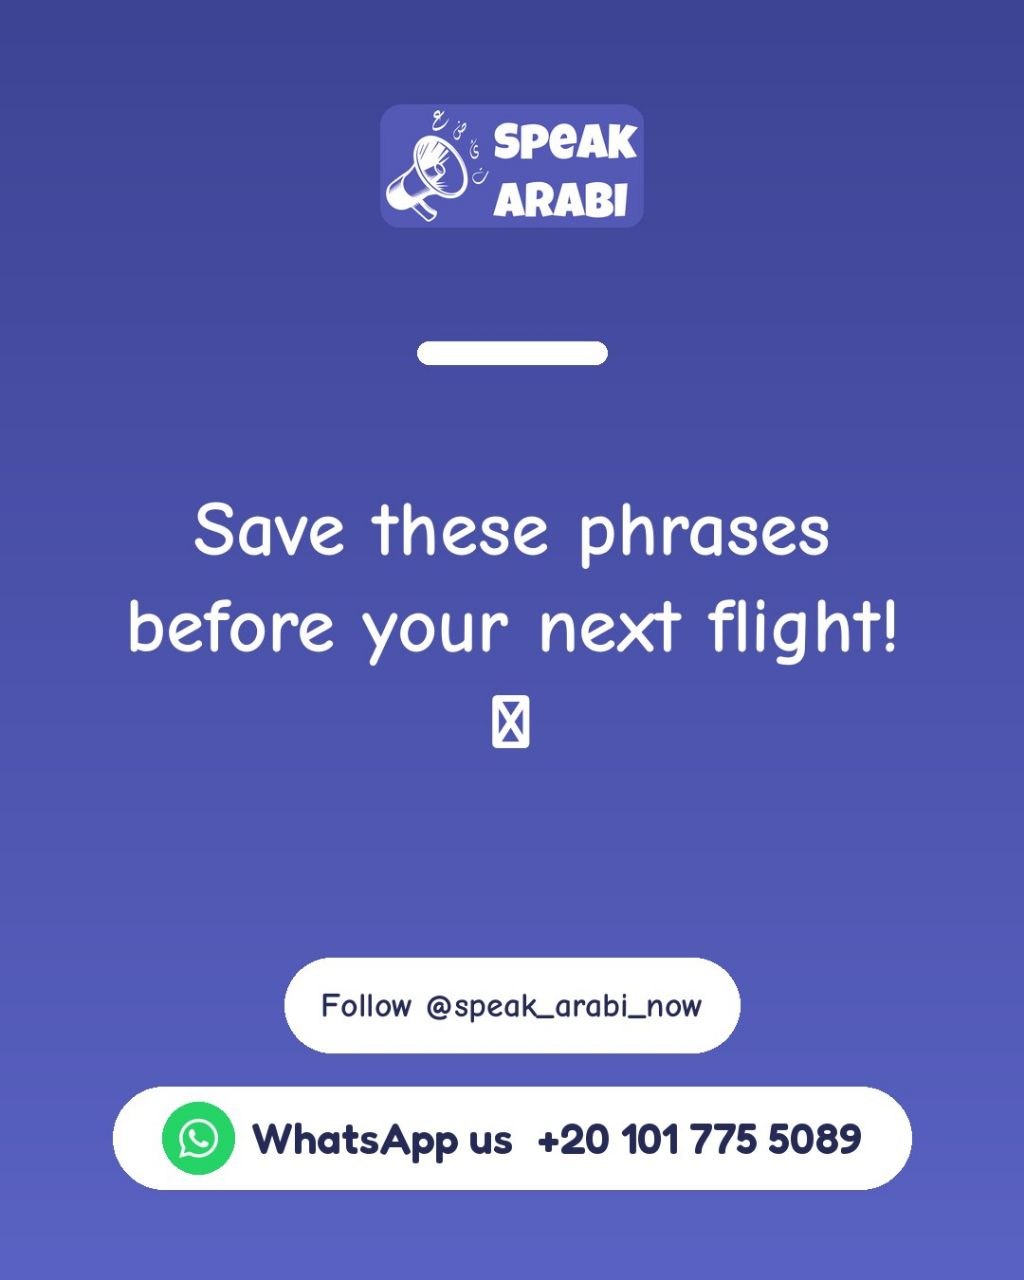 SPEAK
ARABI
ع ض ئ ت
Save these phrases
before your next flight!
Follow @speak_arabi_now
WhatsApp us +20 101 775 5089